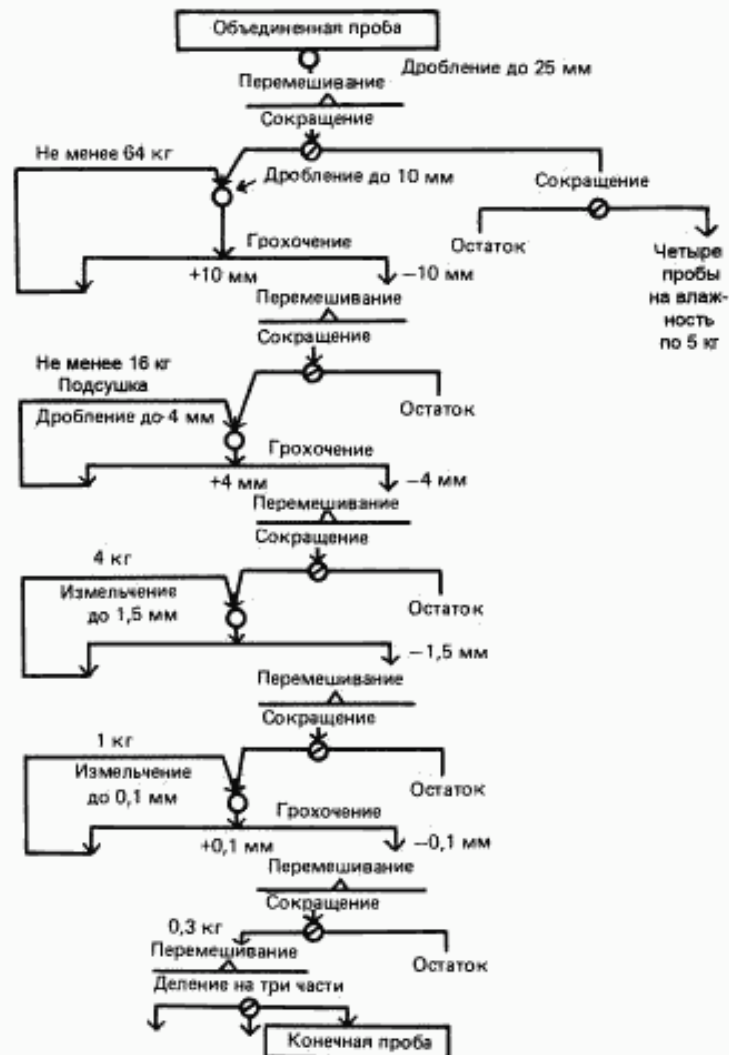 Объединенная проба
Дробление до 25 мм
Перемешивание
Сокращение
Не менее 64 кг
Дробление до 10 мм
Сокращение
Грохочение
Остаток
Четыре
пробы
на влаж-
ность
по 5 кг
+10 мм
−10 мм
Перемешивание
Сокращение
Не менее 16 кг
Подсушка
Остаток
Дробление до 4 мм
Грохочение
+4 мм
−4 мм
Перемешивание
Сокращение
4 кг
Измельчение
до 1,5 мм
Остаток
−1,5 мм
Перемешивание
Сокращение
1 кг
Измельчение
до 0,1 мм
Остаток
Грохочение
+0,1 мм
−0,1 мм
Перемешивание
Сокращение
0,3 кг
Перемешивание
Остаток
Деление на три части
Конечная проба